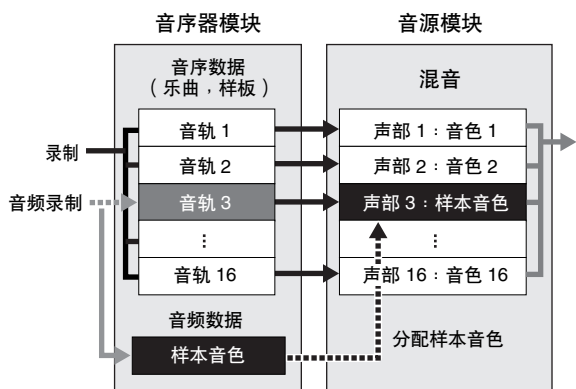 音序器模块
音源模块
音序数据
（乐曲，样板）
混音
音轨 1
声部 1：音色 1
录制
音轨 2
声部 2：音色 2
音频录制
音轨 3
声部 3：样本音色
⋮
⋮
音轨 16
声部 16：音色 16
音频数据
样本音色
分配样本音色